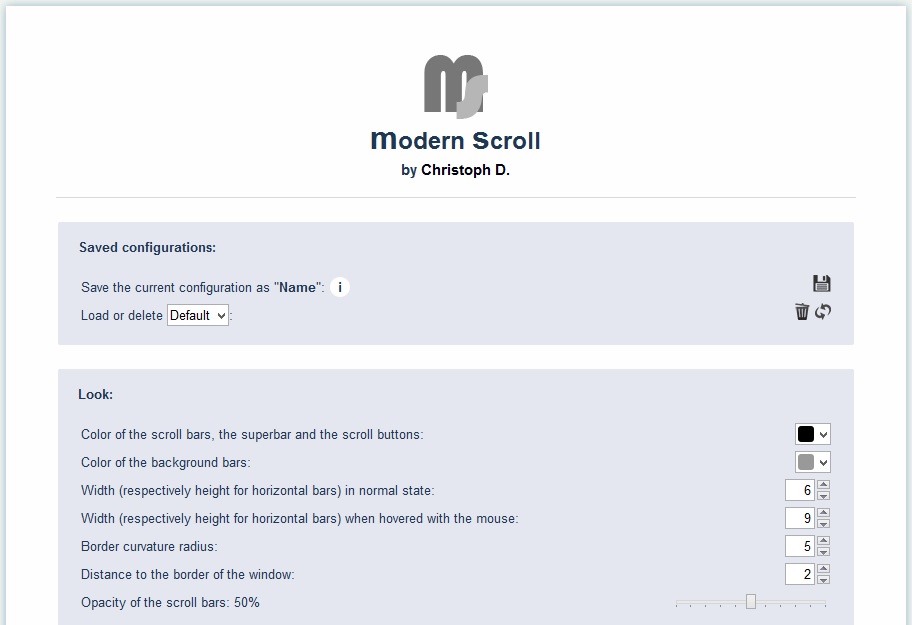 ms
Modern Scroll
by Christoph D.
Saved configurations:
Save the current configuration as "Name": i
Load or delete Default :
Look:
Color of the scroll bars, the superbar and the scroll buttons:
Color of the background bars:
Width (respectively height for horizontal bars) in normal state: 6
Width (respectively height for horizontal bars) when hovered with the mouse: 9
Border curvature radius: 5
Distance to the border of the window: 2
Opacity of the scroll bars: 50%